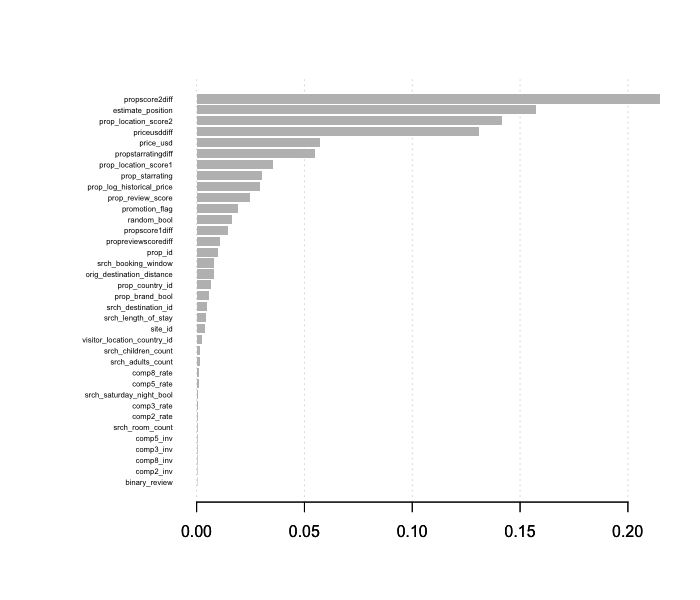 propscore2diff
estimate_position
prop_location_score2
priceusddiff
price_usd
propstarratingdiff
prop_location_score1
prop_starrating
prop_log_historical_price
prop_review_score
promotion_flag
random_bool
propscore1diff
propreviewscorediff
prop_id
srch_booking_window
orig_destination_distance
prop_country_id
prop_brand_bool
srch_destination_id
srch_length_of_stay
site_id
visitor_location_country_id
srch_children_count
srch_adults_count
comp8_rate
comp5_rate
srch_saturday_night_bool
comp3_rate
comp2_rate
srch_room_count
comp5_inv
comp3_inv
comp8_inv
comp2_inv
binary_review
0.00 0.05 0.10 0.15 0.20